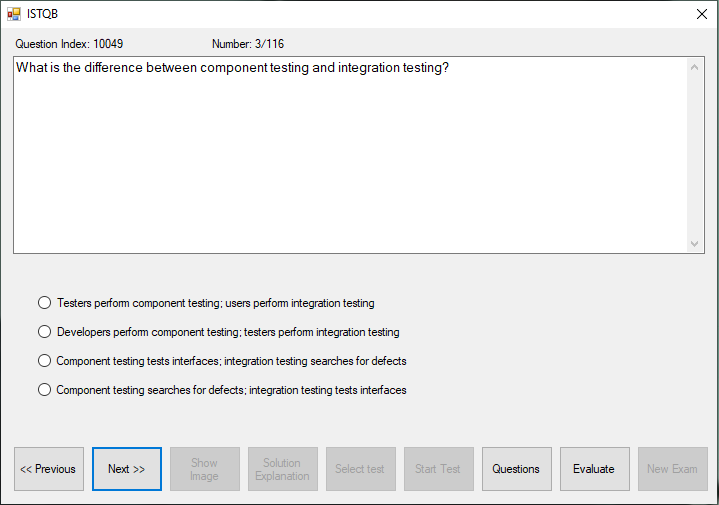 ISTQB
Question Index: 10049 Number: 3/116
What is the difference between component testing and integration testing?
Testers perform component testing; users perform integration testing
Developers perform component testing; testers perform integration testing
Component testing tests interfaces; integration testing searches for defects
Component testing searches for defects; integration testing tests interfaces
<< Previous Next >> Show Image Solution Explanation Select test Start Test Questions Evaluate New Exam